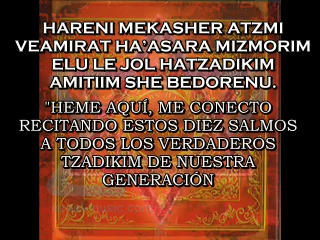 HARENI MEKASHER ATZMI
VEAMIRAT HA'ASARA MIZMORIM
ELU LE JOL HATZADIKIM
AMITIIM SHE BEDORENU.
"HEME AQUÍ, ME CONECTO
RECITANDO ESTOS DIEZ SALMOS
A TODOS LOS VERDADEROS
TZADIKIM DE NUESTRA
GENERACIÓN